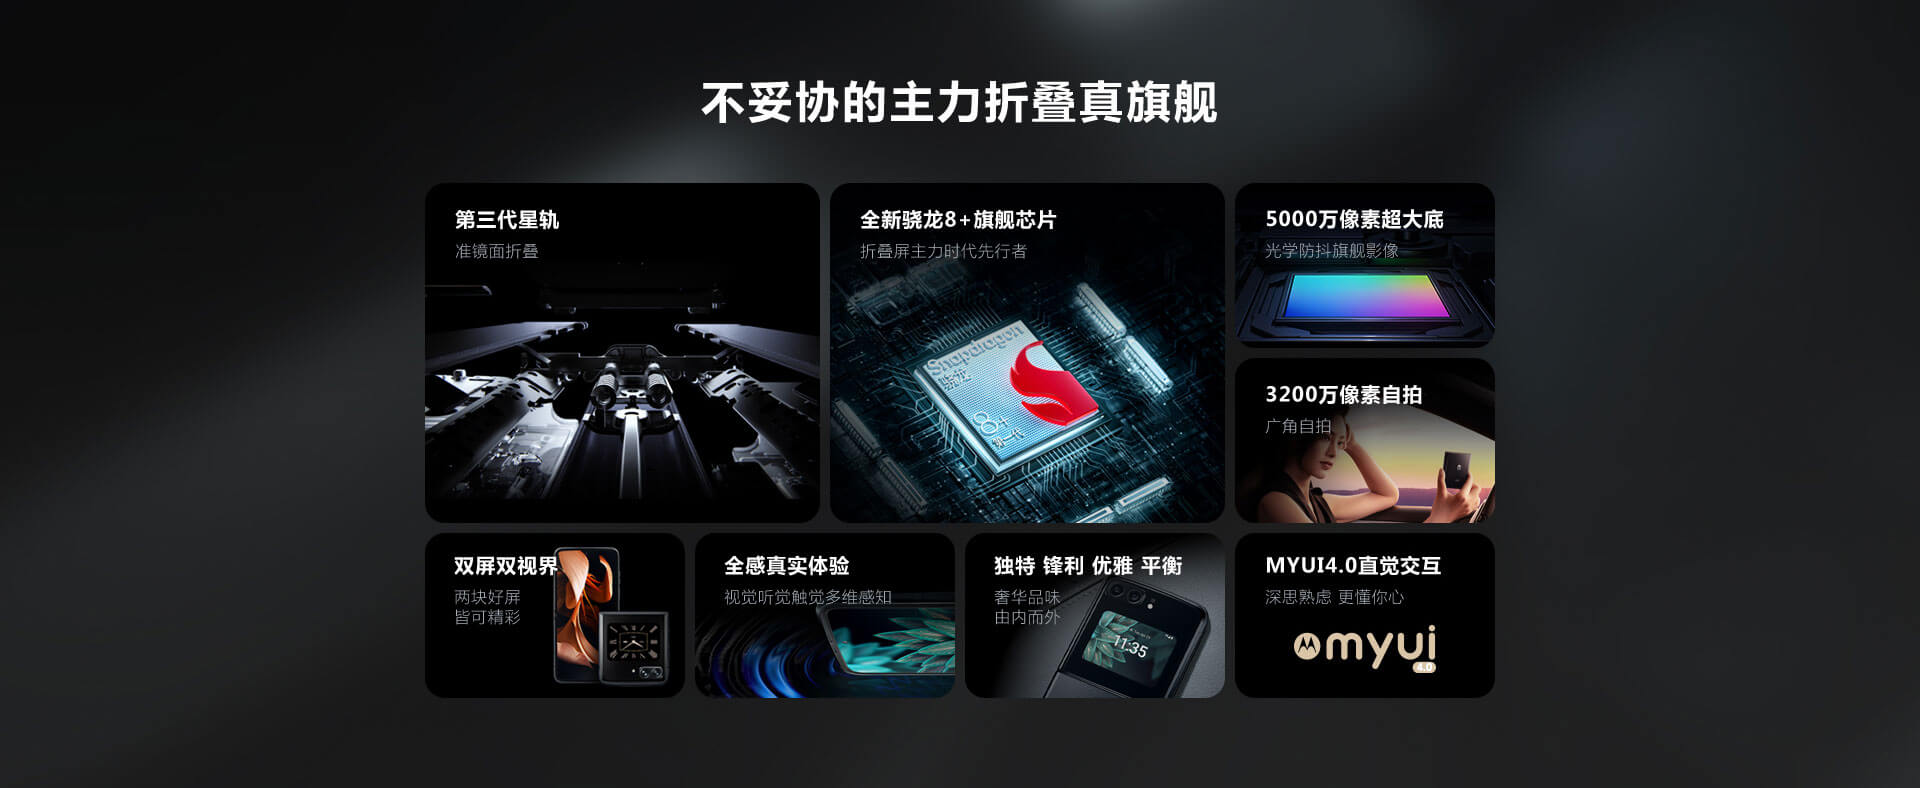 不妥协的主力折叠真旗舰
第三代星轨
准镜面折叠
全新骁龙8+旗舰芯片
折叠屏主力时代先行者
Snapdragon
骁龙
8+
第一代
5000万像素超大底
光学防抖旗舰影像
3200万像素自拍
广角自拍
双屏双视界
两块好屏
皆可精彩
全感真实体验
视觉听觉触觉多维感知
独特 锋利 优雅 平衡
奢华品味
由内而外
11:35
MYUI4.0直觉交互
深思熟虑 更懂你心
myui
4.0